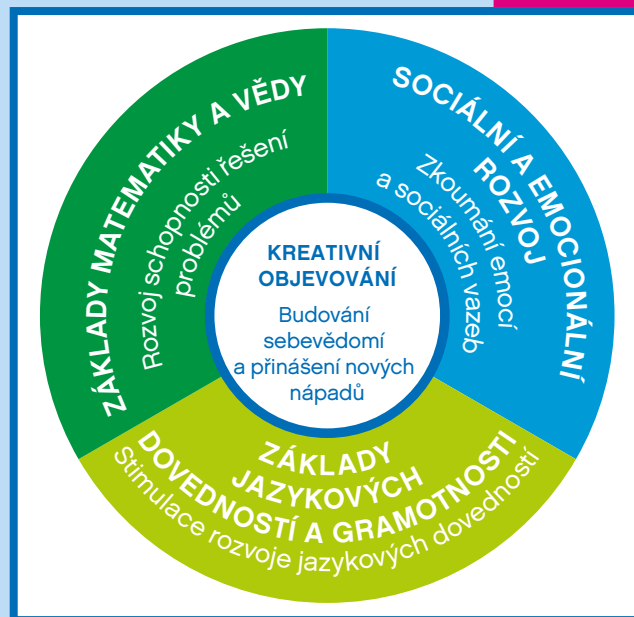 ZÁKLADY MATEMATIKY A VĚDY
Rozvoj schopnosti řešení
problémů
SOCIÁLNÍ A EMOCIONÁLNÍ
ROZVOJ
Zkoumání emocí
a sociálních vazeb
KREATIVNÍ
OBJEVOVÁNÍ
Budování
sebevědomí
a přinášení nových
nápadů
ZÁKLADY
JAZYKOVÝCH
DOVEDNOSTÍ A GRAMOTNOSTI
Stimulace rozvoje jazykových dovedností